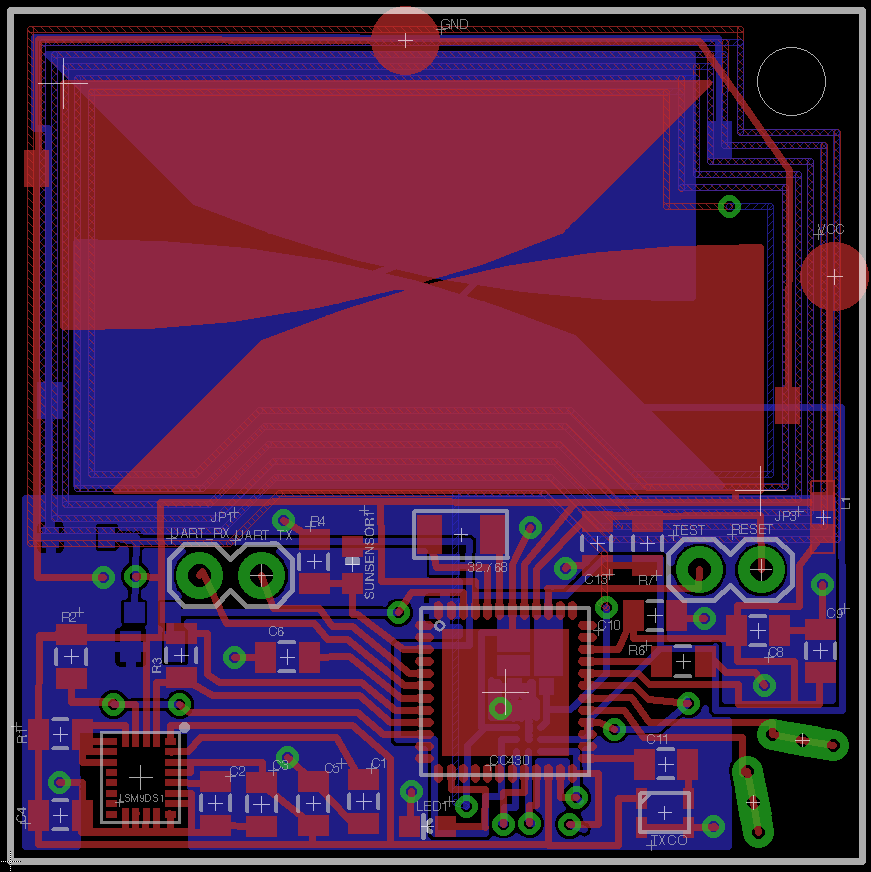 GND
VCC
L1
JP1
UART_RX
UART_TX
R4
SUNSENSOR1
32.768
TEST
RESET
JP3
C18
R7
C10
R2
R3
C6
R6
C8
C9
R1
CC430
C11
LSM9DS1
C2
C3
C5
C1
LED1
C4
TXCO